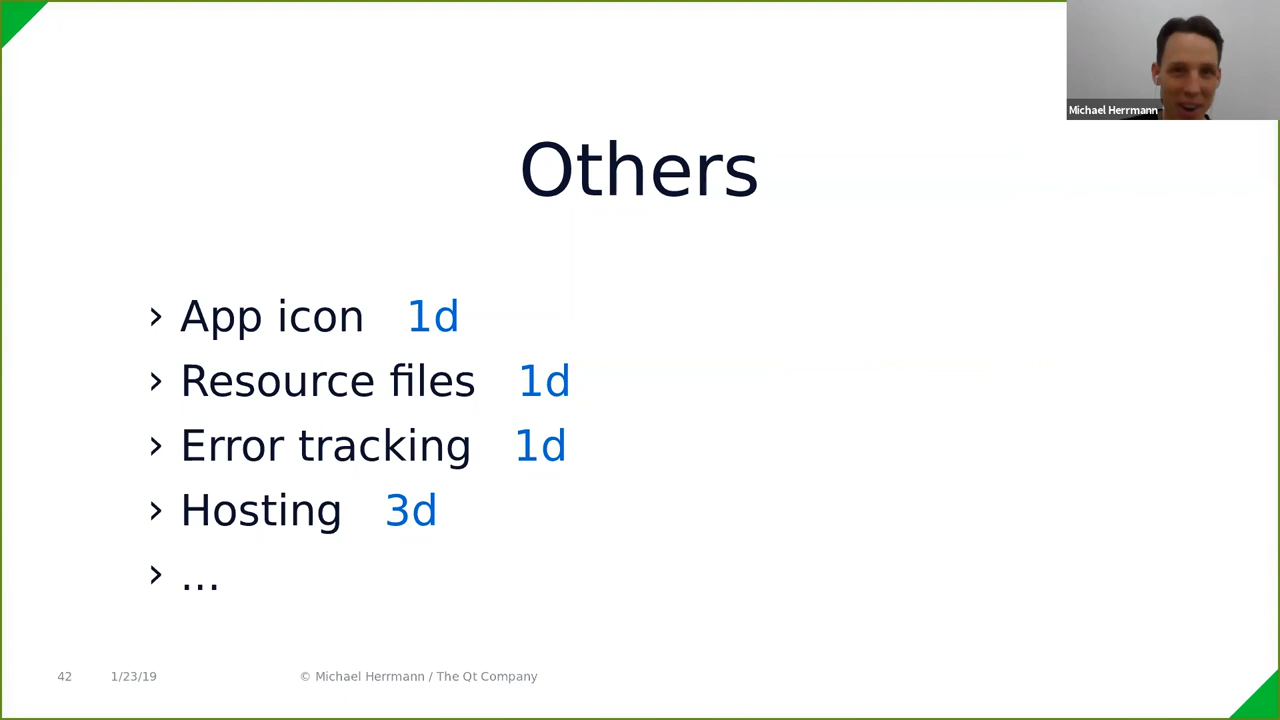 Michael Herrmann
Others
› App icon 1d
› Resource files 1d
› Error tracking 1d
› Hosting 3d
› ...
42 1/23/19 © Michael Herrmann / The Qt Company